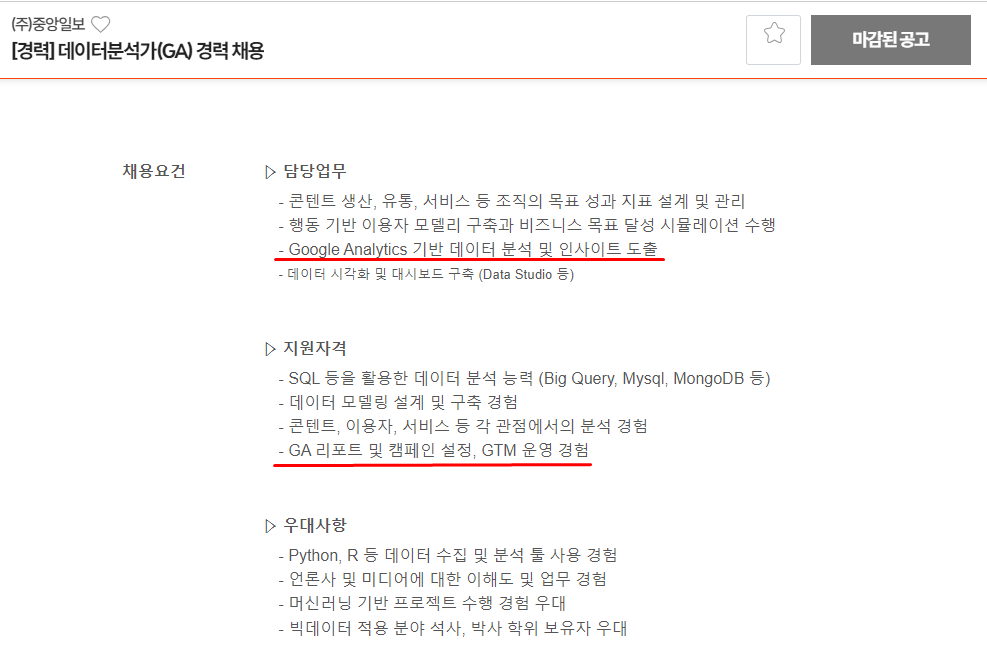 (주)중앙일보
[경력] 데이터분석가(GA) 경력 채용
마감된 공고
채용요건
▷ 담당업무
- 콘텐트 생산, 유통, 서비스 등 조직의 목표 성과 지표 설계 및 관리
- 행동 기반 이용자 모델리 구축과 비즈니스 목표 달성 시뮬레이션 수행
- Google Analytics 기반 데이터 분석 및 인사이트 도출
- 데이터 시각화 및 대시보드 구축 (Data Studio 등)
▷ 지원자격
- SQL 등을 활용한 데이터 분석 능력 (Big Query, Mysql, MongoDB 등)
- 데이터 모델링 설계 및 구축 경험
- 콘텐트, 이용자, 서비스 등 각 관점에서의 분석 경험
- GA 리포트 및 캠페인 설정, GTM 운영 경험
▷ 우대사항
- Python, R 등 데이터 수집 및 분석 툴 사용 경험
- 언론사 및 미디어에 대한 이해도 및 업무 경험
- 머신러닝 기반 프로젝트 수행 경험 우대
- 빅데이터 적용 분야 석사, 박사 학위 보유자 우대